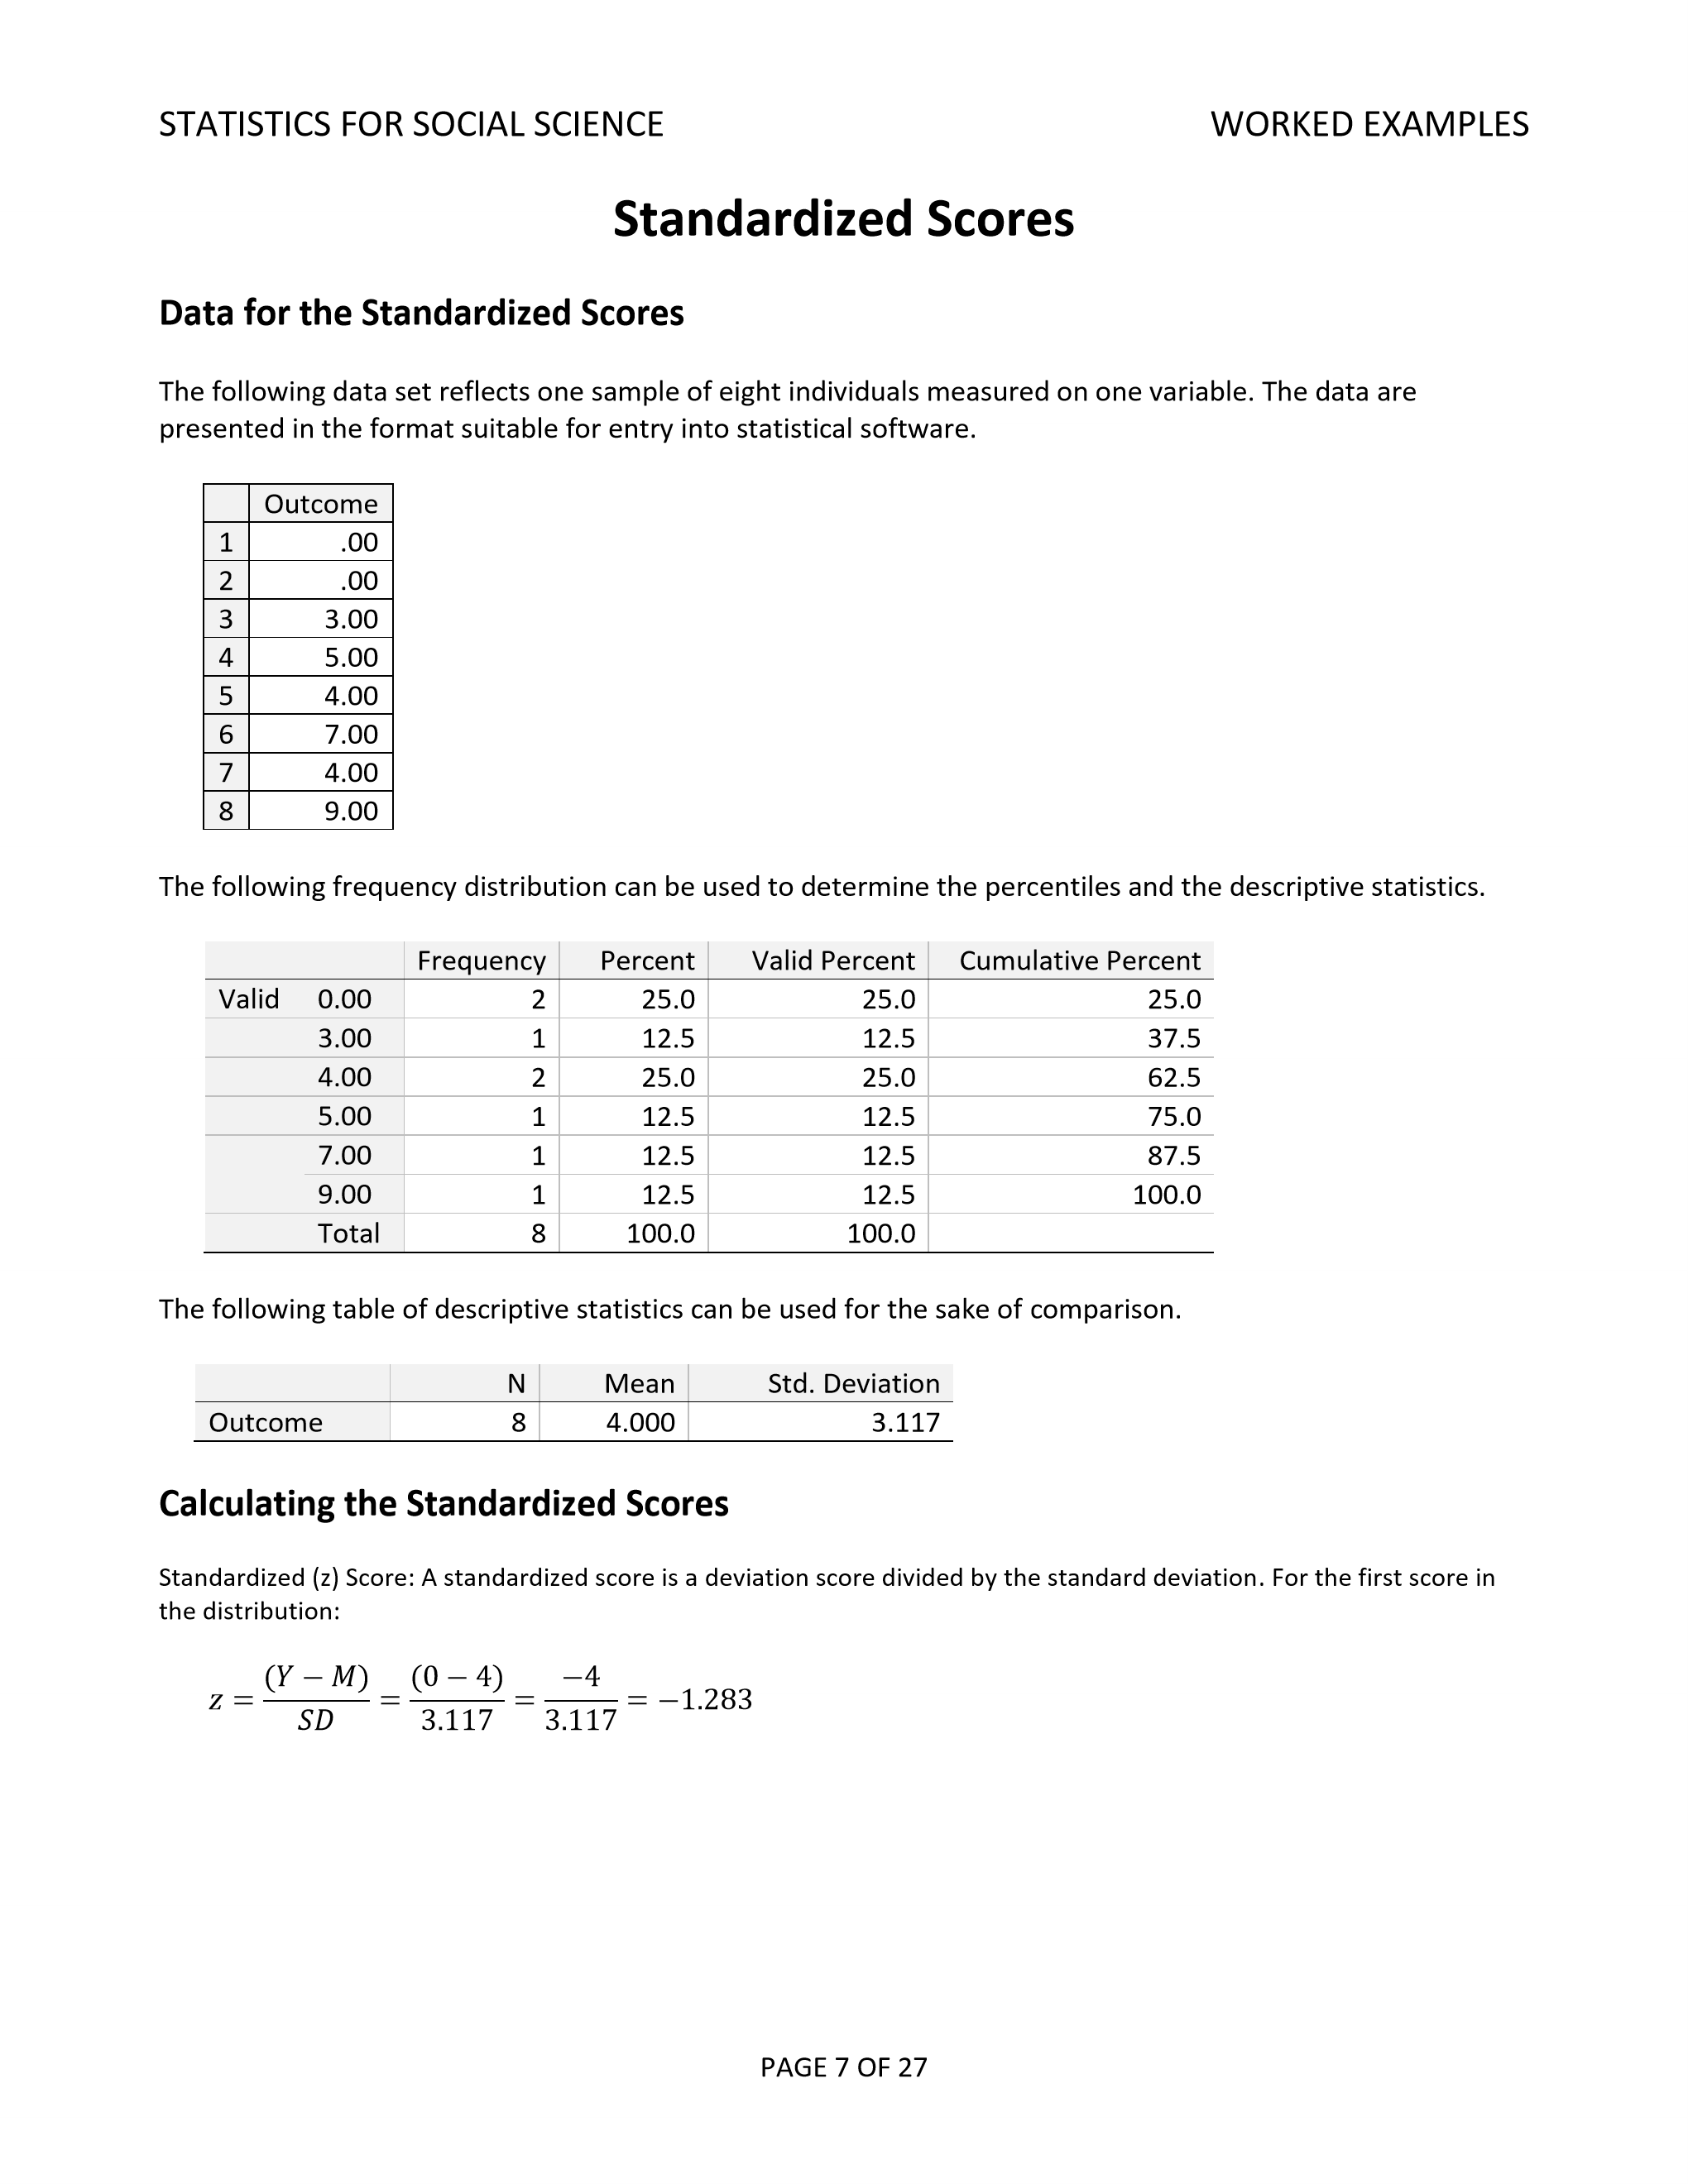 STATISTICS FOR SOCIAL SCIENCE WORKED EXAMPLES
Standardized Scores
Data for the Standardized Scores
The following data set reflects one sample of eight individuals measured on one variable. The data are
presented in the format suitable for entry into statistical software.
Outcome
1 .00
2 .00
3 3.00
4 5.00
5 4.00
6 7.00
7 4.00
8 9.00
The following frequency distribution can be used to determine the percentiles and the descriptive statistics.
Frequency Percent Valid Percent Cumulative Percent
Valid 0.00 2 25.0 25.0 25.0
3.00 1 12.5 12.5 37.5
4.00 2 25.0 25.0 62.5
5.00 1 12.5 12.5 75.0
7.00 1 12.5 12.5 87.5
9.00 1 12.5 12.5 100.0
Total 8 100.0 100.0
The following table of descriptive statistics can be used for the sake of comparison.
N Mean Std. Deviation
Outcome 8 4.000 3.117
Calculating the Standardized Scores
Standardized (z) Score: A standardized score is a deviation score divided by the standard deviation. For the first score in
the distribution:
z = (Y − M) / SD = (0 − 4) / 3.117 = −4 / 3.117 = −1.283
PAGE 7 OF 27